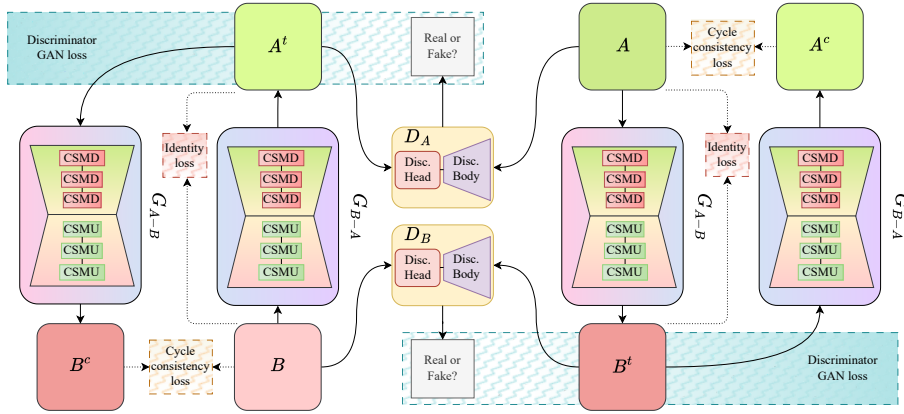 Discriminator
GAN loss
A^t
Real or
Fake?
A
Cycle
consistency
loss
A^c
CSMD
CSMD
CSMD
CSMU
CSMU
CSMU
G_{A-B}
Identity
loss
CSMD
CSMD
CSMD
CSMU
CSMU
CSMU
G_{B-A}
D_A
Disc.
Head
Disc.
Body
D_B
Disc.
Head
Disc.
Body
CSMD
CSMD
CSMD
CSMU
CSMU
CSMU
G_{A-B}
Identity
loss
CSMD
CSMD
CSMD
CSMU
CSMU
CSMU
G_{B-A}
B^c
Cycle
consistency
loss
B
Real or
Fake?
B^t
Discriminator
GAN loss